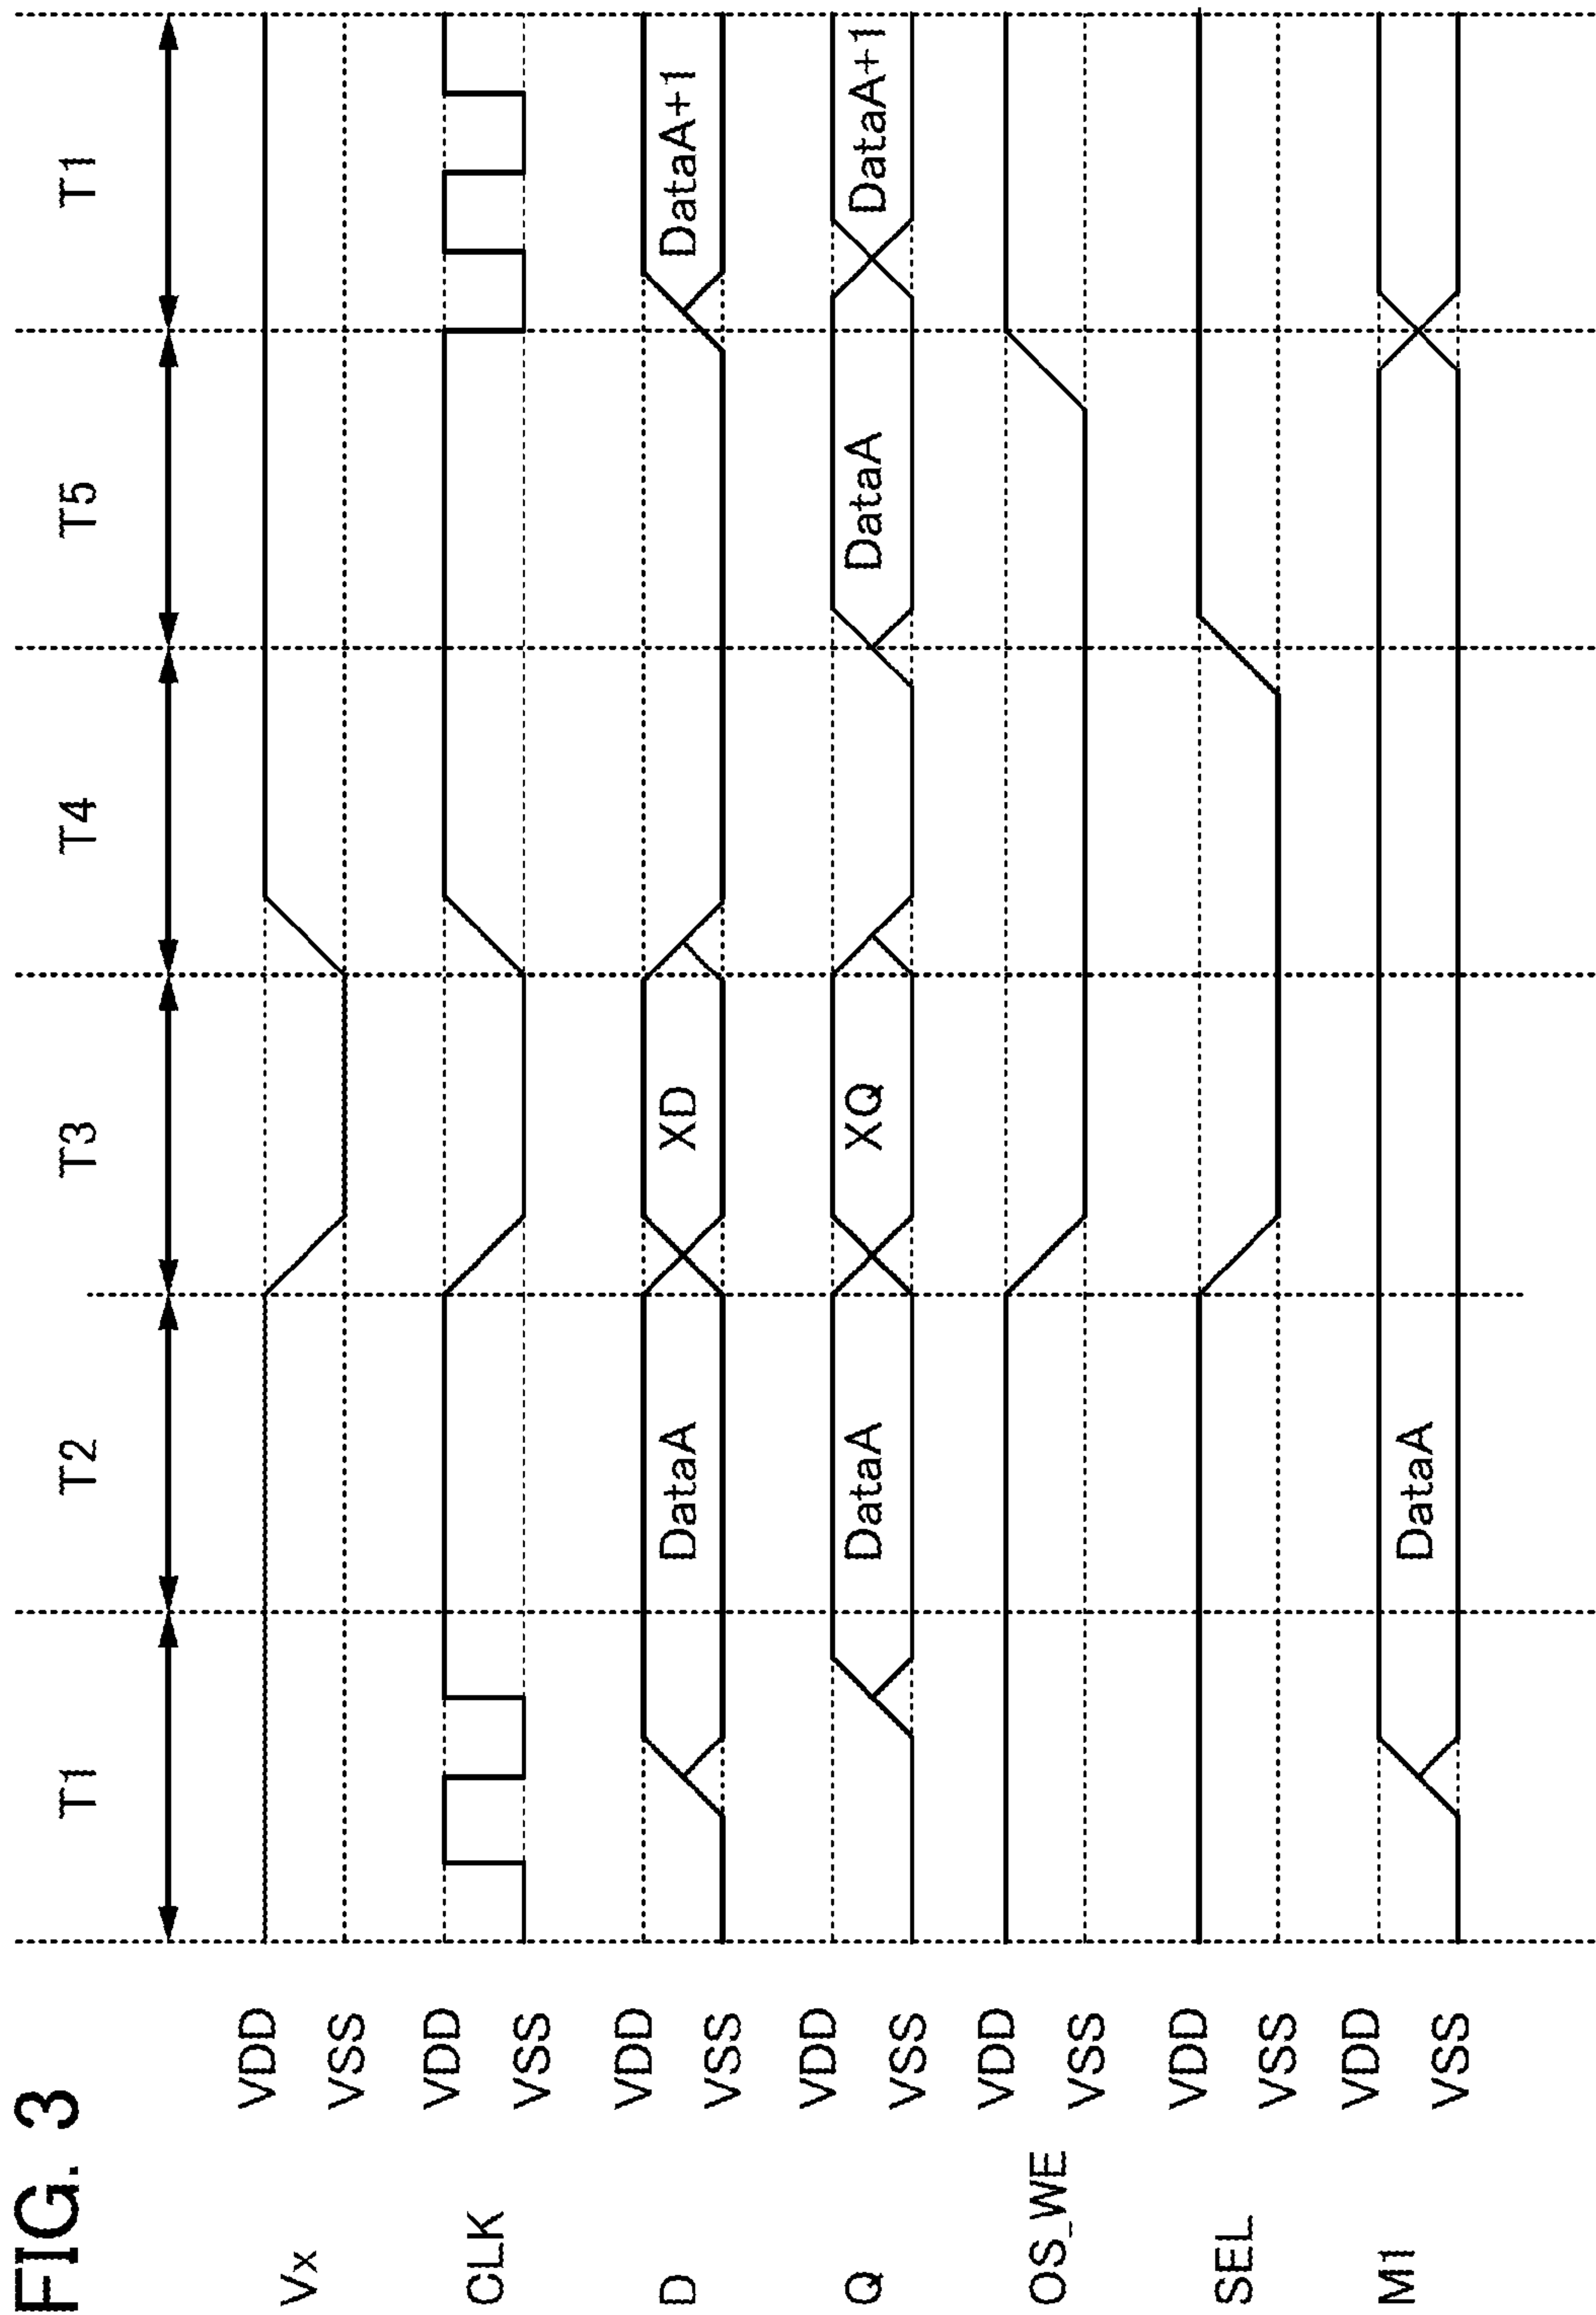 FIG. 3
T1 T2 T3 T4 T5 T1
Vx
VDD
VSS
CLK
VDD
VSS
D
VDD
VSS
DataA XD DataA+1
Q
VDD
VSS
DataA XQ DataA DataA+1
OS_WE
VDD
VSS
SEL
VDD
VSS
M1
VDD
VSS
DataA